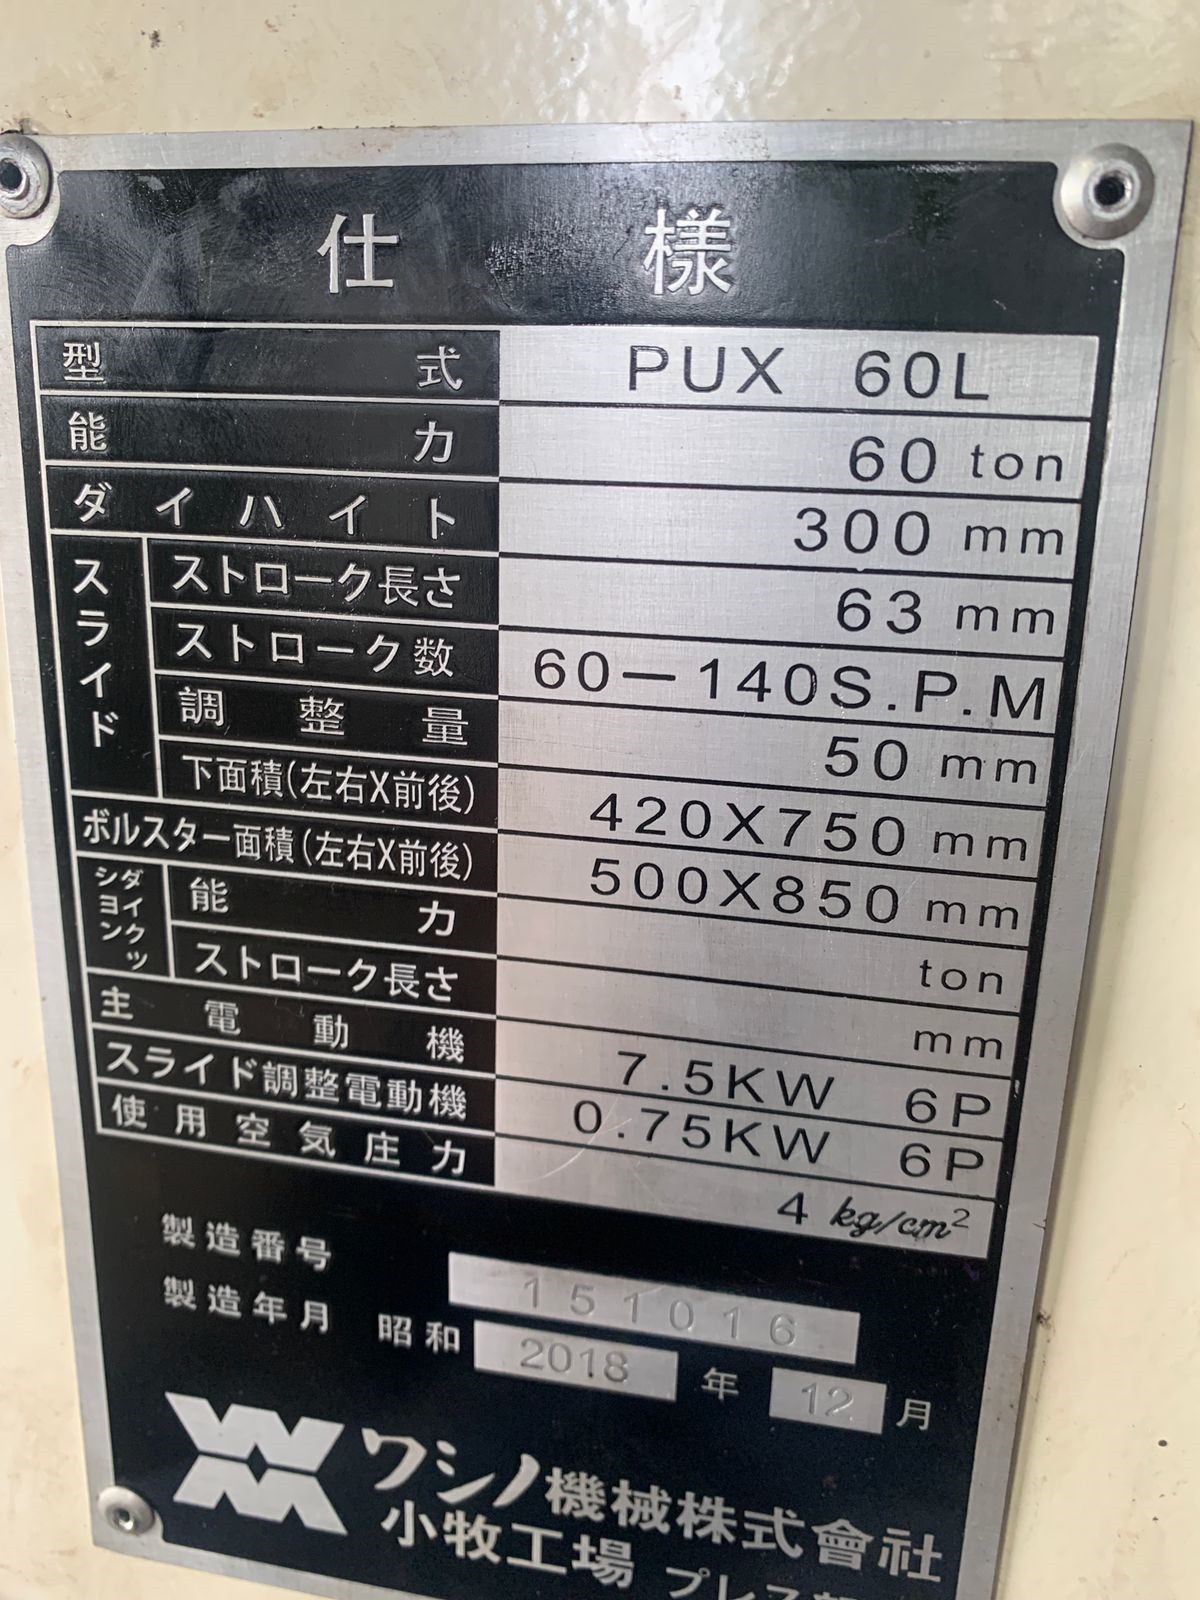 仕様
型式 PUX 60L
能力 60 ton
ダイハイト 300 mm
スライド
ストローク長さ 63 mm
ストローク数 60－140S.P.M
調整量 50 mm
下面積(左右X前後) 420X750 mm
ボルスター面積(左右X前後) 500X850 mm
ダイクッション
能力 ton
ストローク長さ mm
主電動機 7.5KW 6P
スライド調整電動機 0.75KW 6P
使用空気圧力 4 kg/cm²
製造番号 151016
製造年月 昭和 2018 年 12 月
ワシノ機械株式會社
小牧工場 プレス